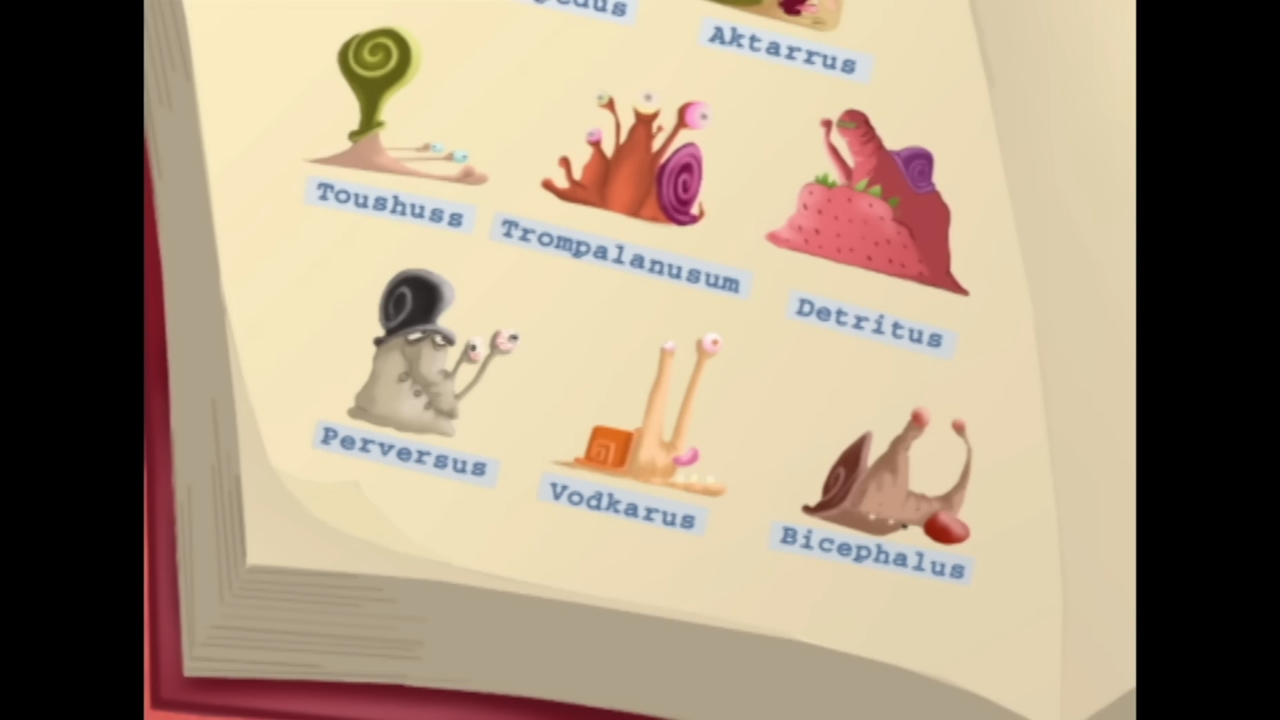 Aktarrus
Toushuss
Trompalanusum
Detritus
Perversus
Vodkarus
Bicephalus